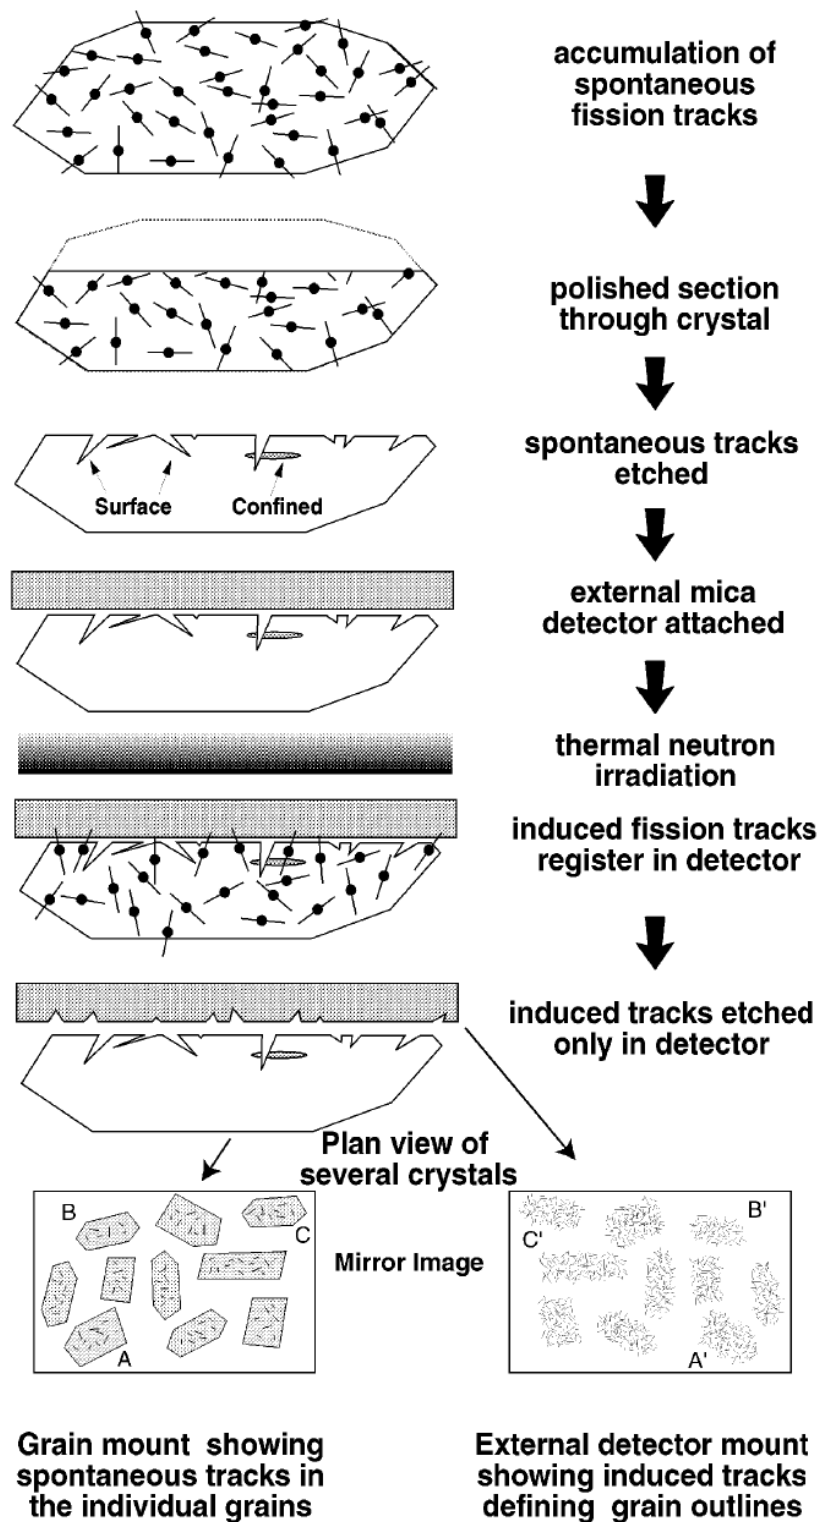 accumulation of
spontaneous
fission tracks
polished section
through crystal
spontaneous tracks
etched
Surface
Confined
external mica
detector attached
thermal neutron
irradiation
induced fission tracks
register in detector
induced tracks etched
only in detector
Plan view of
several crystals
B
C
A
Mirror Image
B'
C'
A'
Grain mount showing
spontaneous tracks in
the individual grains
External detector mount
showing induced tracks
defining grain outlines